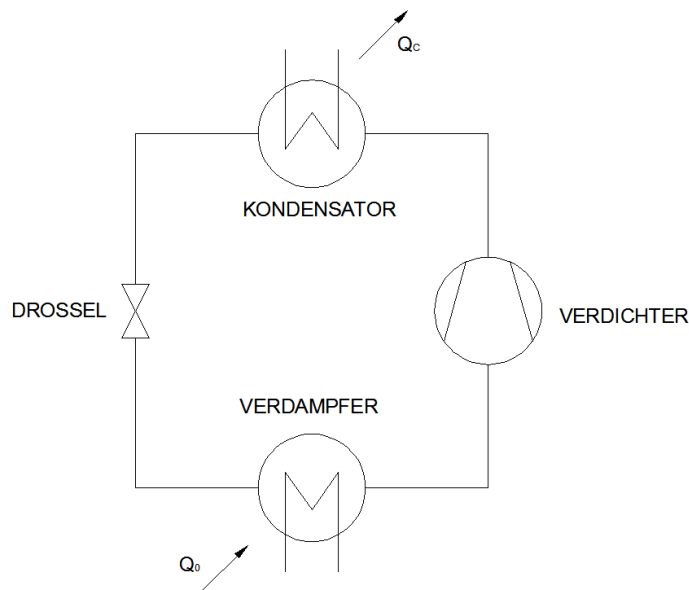 Qc
KONDENSATOR
DROSSEL
VERDICHTER
VERDAMPFER
Q₀